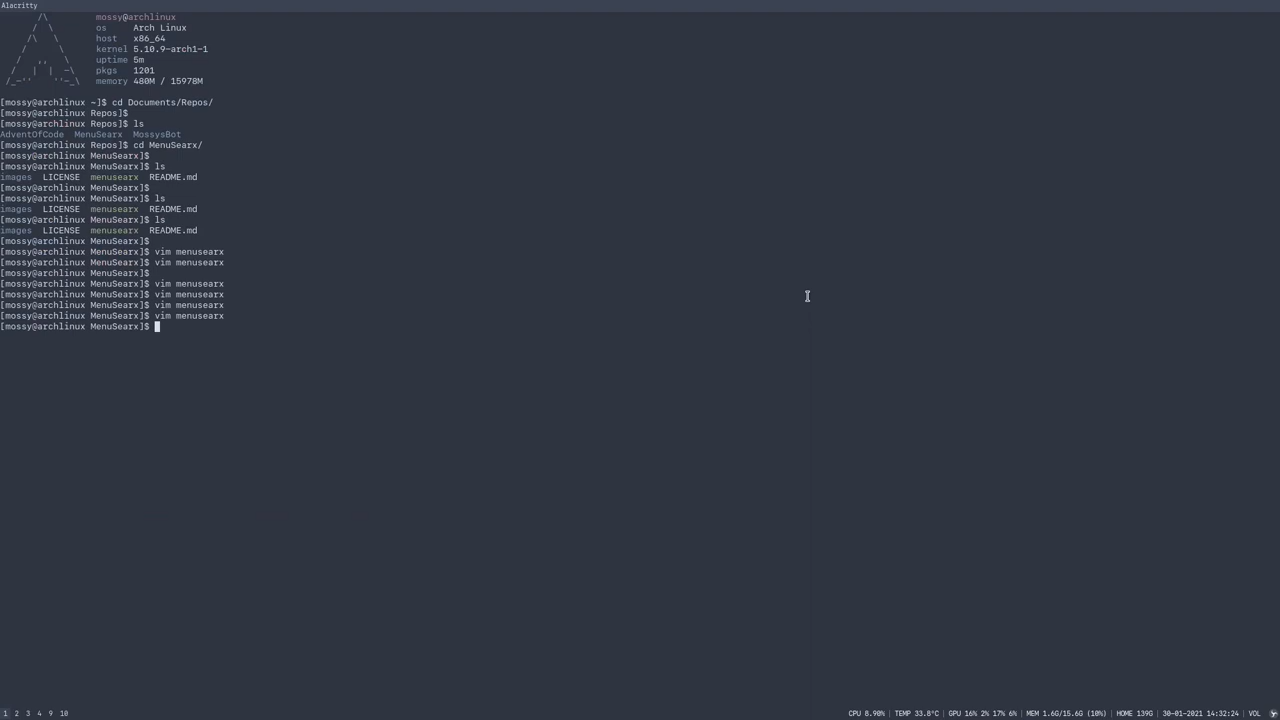 Alacritty
mossy@archlinux
os Arch Linux
host x86_64
kernel 5.10.9-arch1-1
uptime 5m
pkgs 1201
memory 480M / 15978M
[mossy@archlinux ~]$ cd Documents/Repos/
[mossy@archlinux Repos]$
[mossy@archlinux Repos]$ ls
AdventOfCode MenuSearx MossysBot
[mossy@archlinux Repos]$ cd MenuSearx/
[mossy@archlinux MenuSearx]$
[mossy@archlinux MenuSearx]$ ls
images LICENSE menusearx README.md
[mossy@archlinux MenuSearx]$
[mossy@archlinux MenuSearx]$ ls
images LICENSE menusearx README.md
[mossy@archlinux MenuSearx]$ ls
images LICENSE menusearx README.md
[mossy@archlinux MenuSearx]$
[mossy@archlinux MenuSearx]$ vim menusearx
[mossy@archlinux MenuSearx]$ vim menusearx
[mossy@archlinux MenuSearx]$
[mossy@archlinux MenuSearx]$ vim menusearx
[mossy@archlinux MenuSearx]$ vim menusearx
[mossy@archlinux MenuSearx]$ vim menusearx
[mossy@archlinux MenuSearx]$ vim menusearx
[mossy@archlinux MenuSearx]$
1 2 3 4 9 10 CPU 8.90% | TEMP 33.8°C | GPU 16% 2% 17% 6% | MEM 1.6G/15.6G (10%) | HOME 139G | 30-01-2021 14:32:24 | VOL